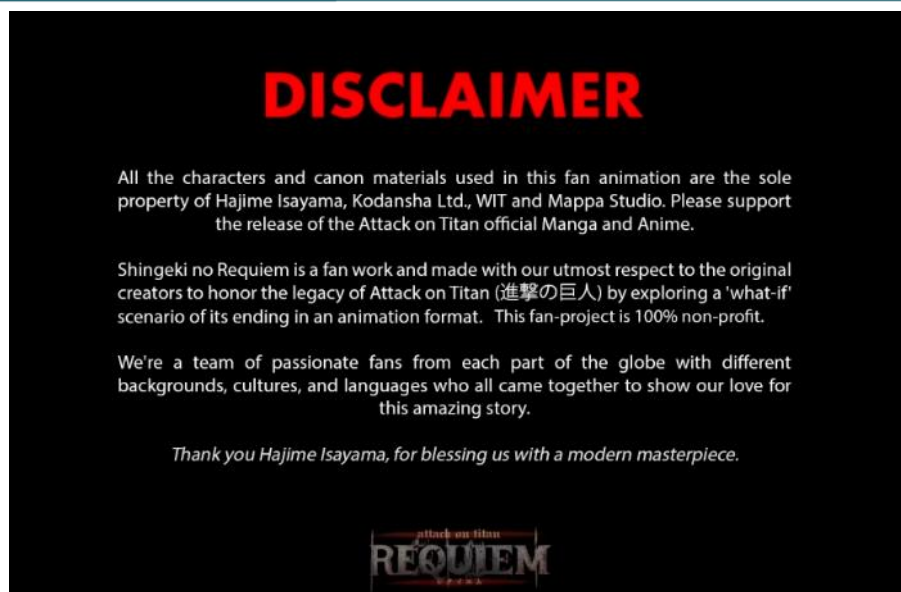 DISCLAIMER
All the characters and canon materials used in this fan animation are the sole
property of Hajime Isayama, Kodansha Ltd., WIT and Mappa Studio. Please support
the release of the Attack on Titan official Manga and Anime.
Shingeki no Requiem is a fan work and made with our utmost respect to the original
creators to honor the legacy of Attack on Titan (進撃の巨人) by exploring a 'what-if'
scenario of its ending in an animation format. This fan-project is 100% non-profit.
We're a team of passionate fans from each part of the globe with different
backgrounds, cultures, and languages who all came together to show our love for
this amazing story.
Thank you Hajime Isayama, for blessing us with a modern masterpiece.
attack on titan
REQUIEM
レクイエム